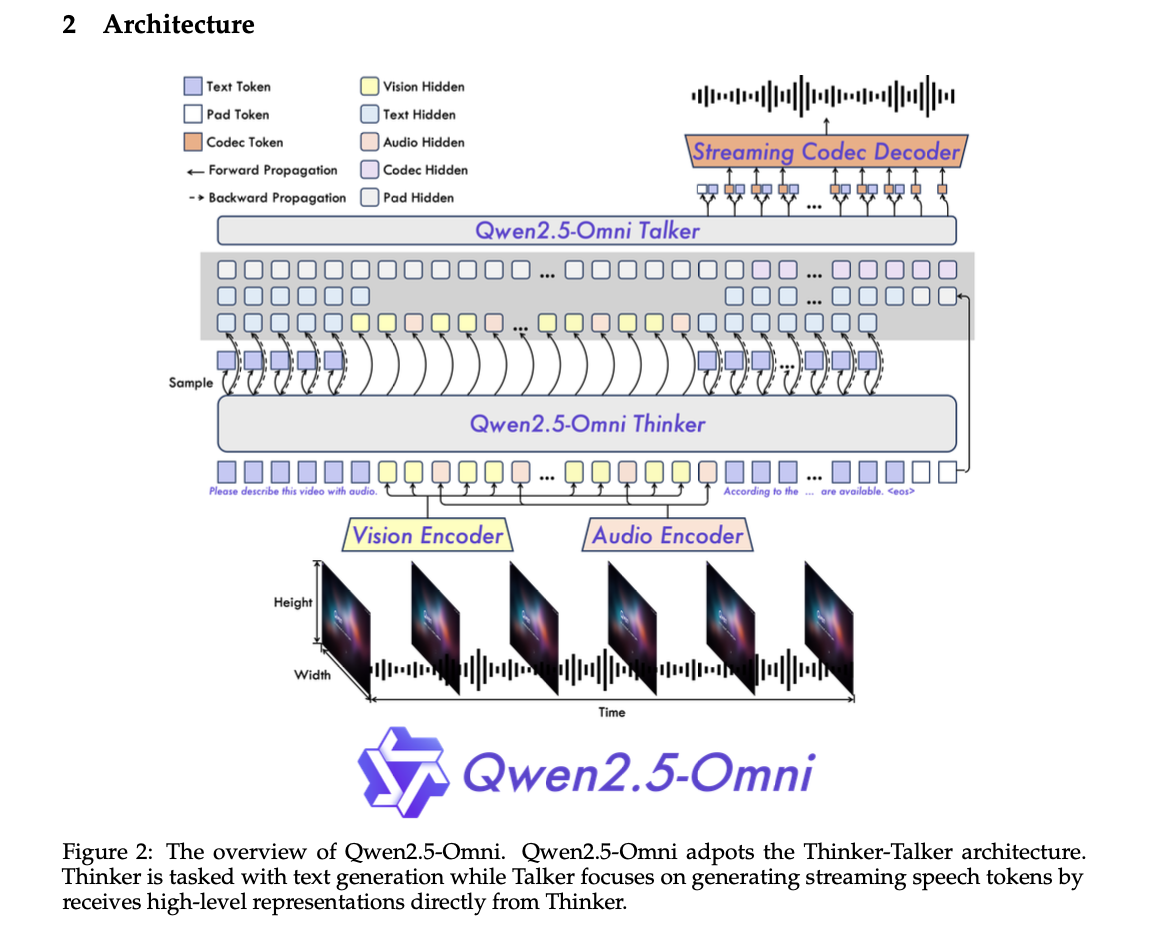 2 Architecture
Text Token
Vision Hidden
Pad Token
Text Hidden
Codec Token
Audio Hidden
Forward Propagation
Codec Hidden
Backward Propagation
Pad Hidden
Streaming Codec Decoder
...
Qwen2.5-Omni Talker
... ...
...
...
...
Sample
Qwen2.5-Omni Thinker
... ...
Please describe this video with audio.
According to the ... are available. <eos>
Vision Encoder
Audio Encoder
Height
Width
Time
Qwen2.5-Omni
Figure 2: The overview of Qwen2.5-Omni. Qwen2.5-Omni adpots the Thinker-Talker architecture.
Thinker is tasked with text generation while Talker focuses on generating streaming speech tokens by
receives high-level representations directly from Thinker.